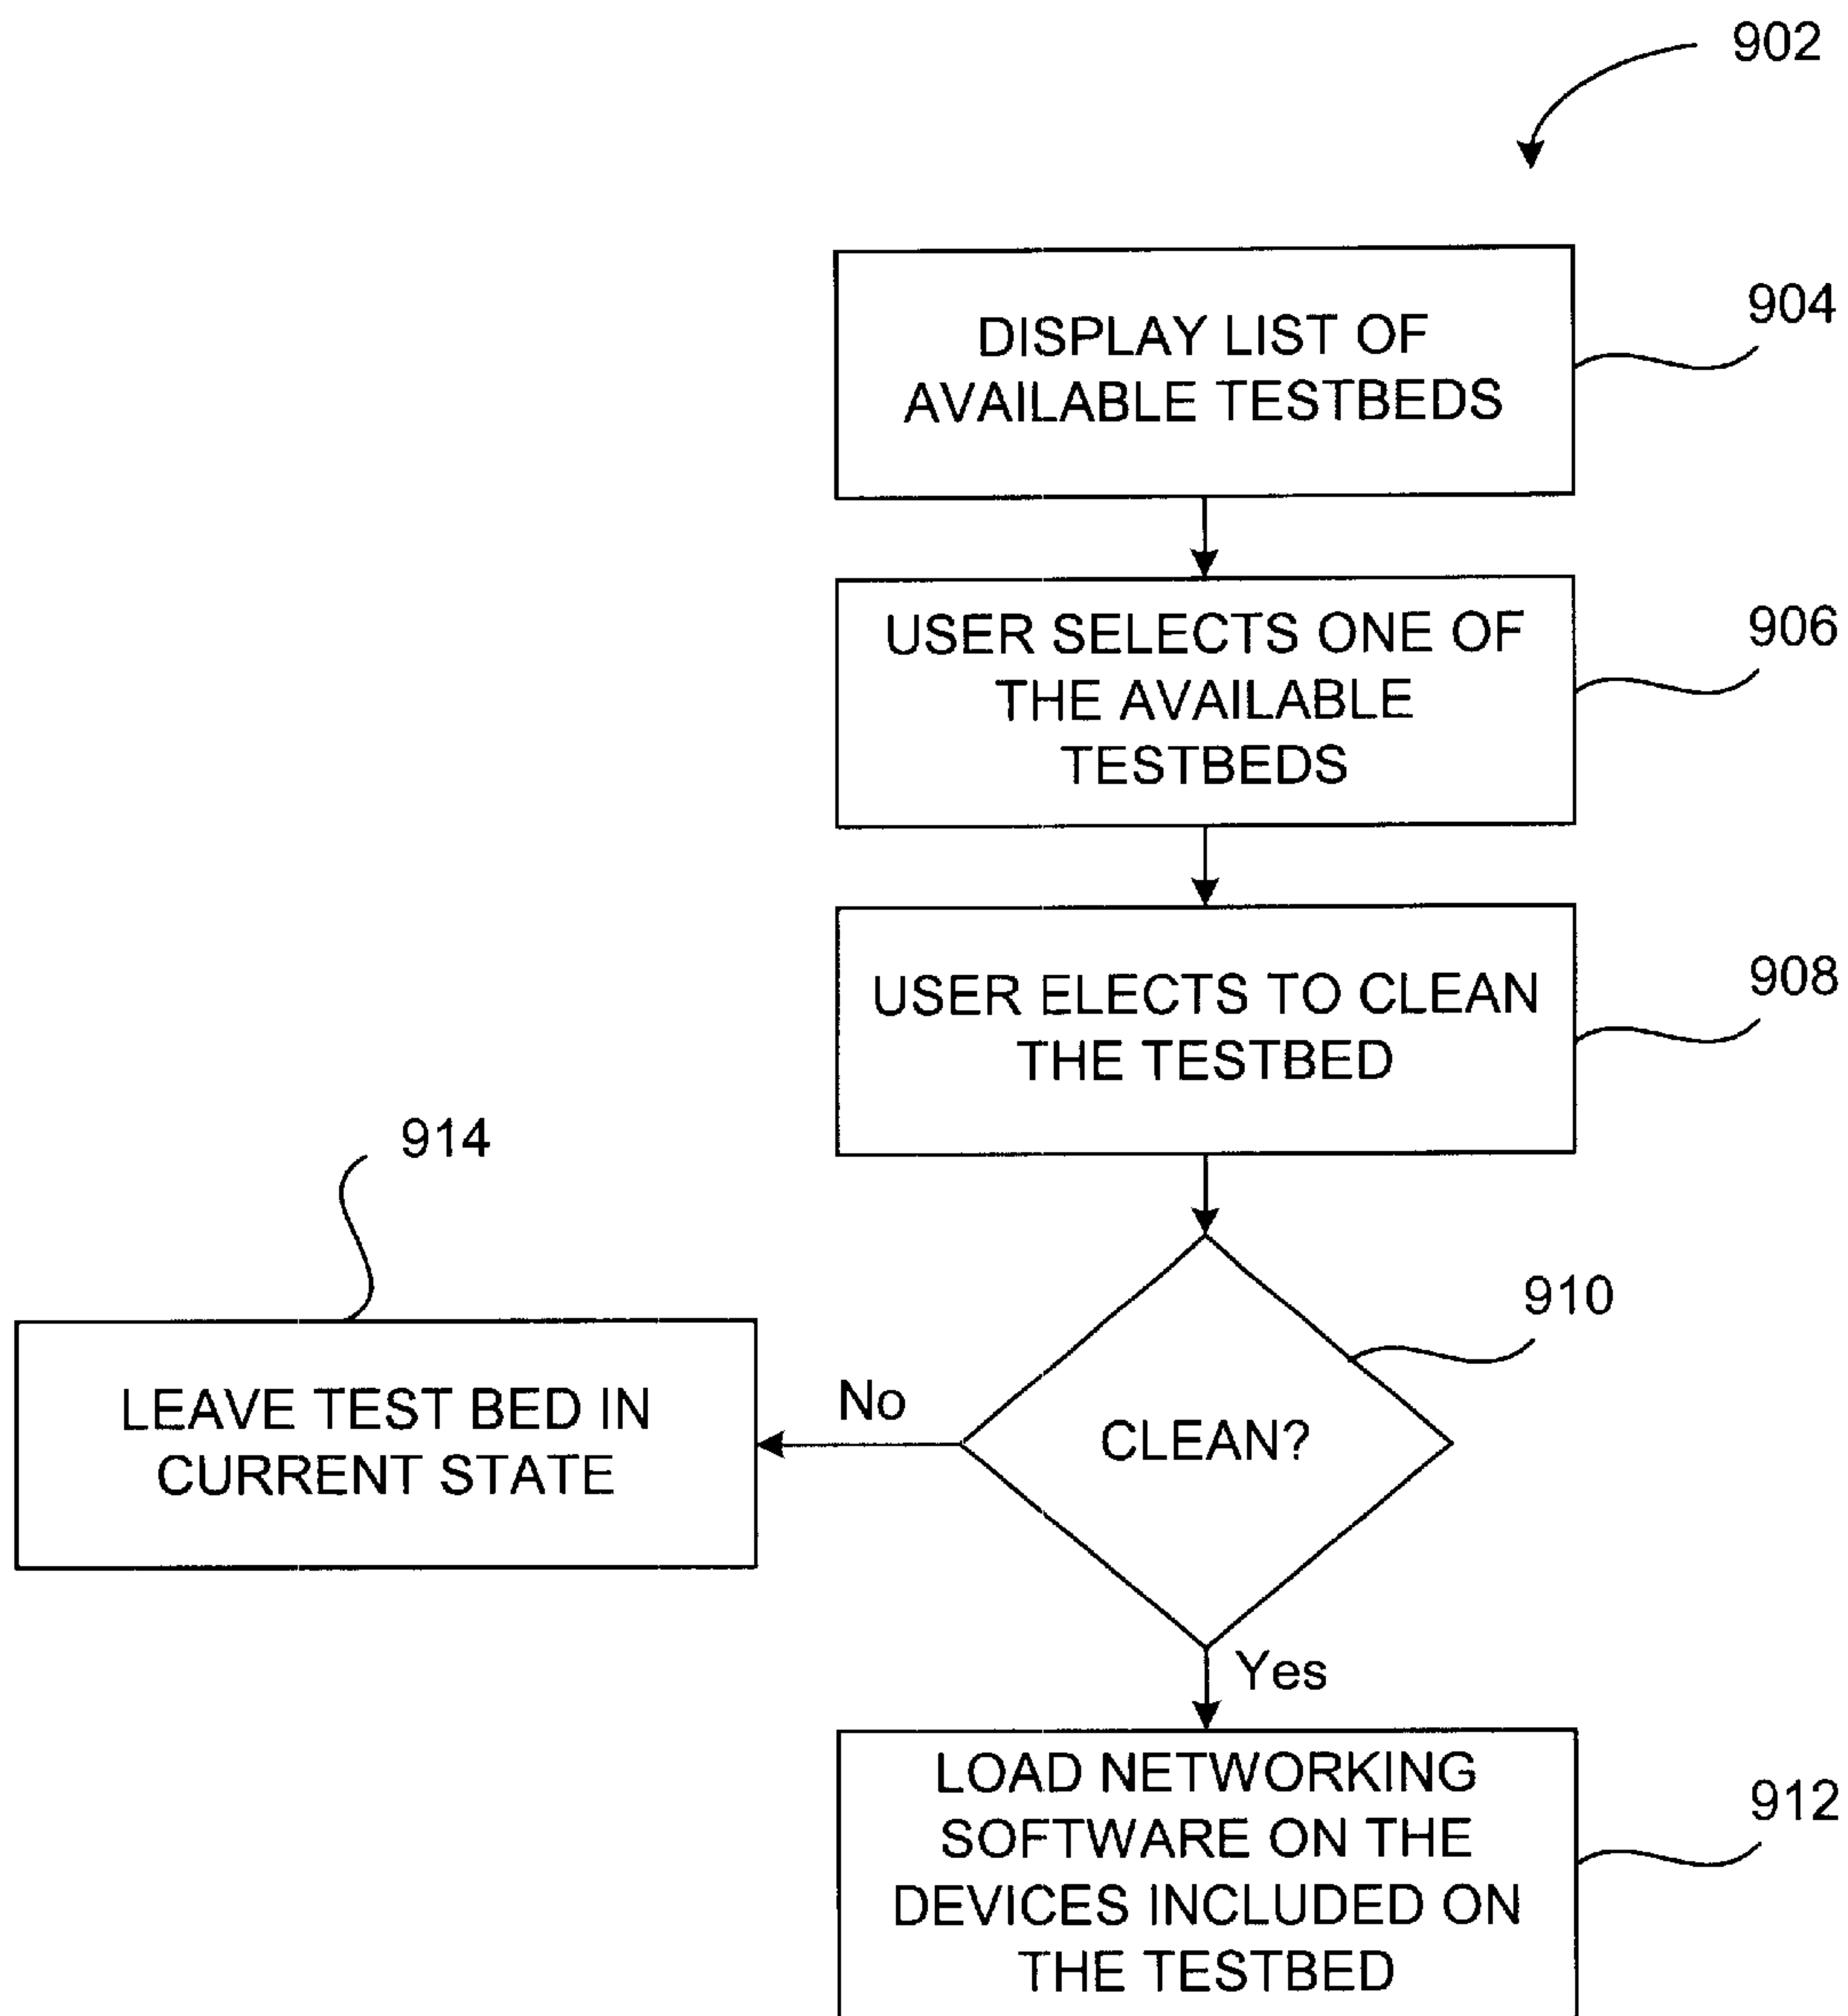 902
DISPLAY LIST OF
AVAILABLE TESTBEDS
904
USER SELECTS ONE OF
THE AVAILABLE
TESTBEDS
906
USER ELECTS TO CLEAN
THE TESTBED
908
914
LEAVE TEST BED IN
CURRENT STATE
No
CLEAN?
910
Yes
LOAD NETWORKING
SOFTWARE ON THE
DEVICES INCLUDED ON
THE TESTBED
912